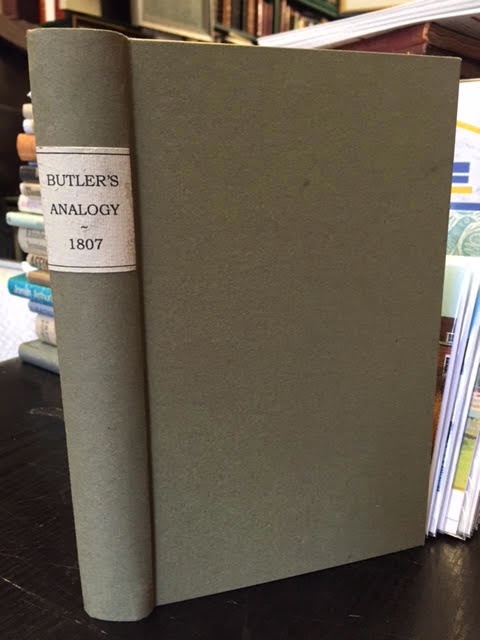 BUTLER'S
ANALOGY
~
1807